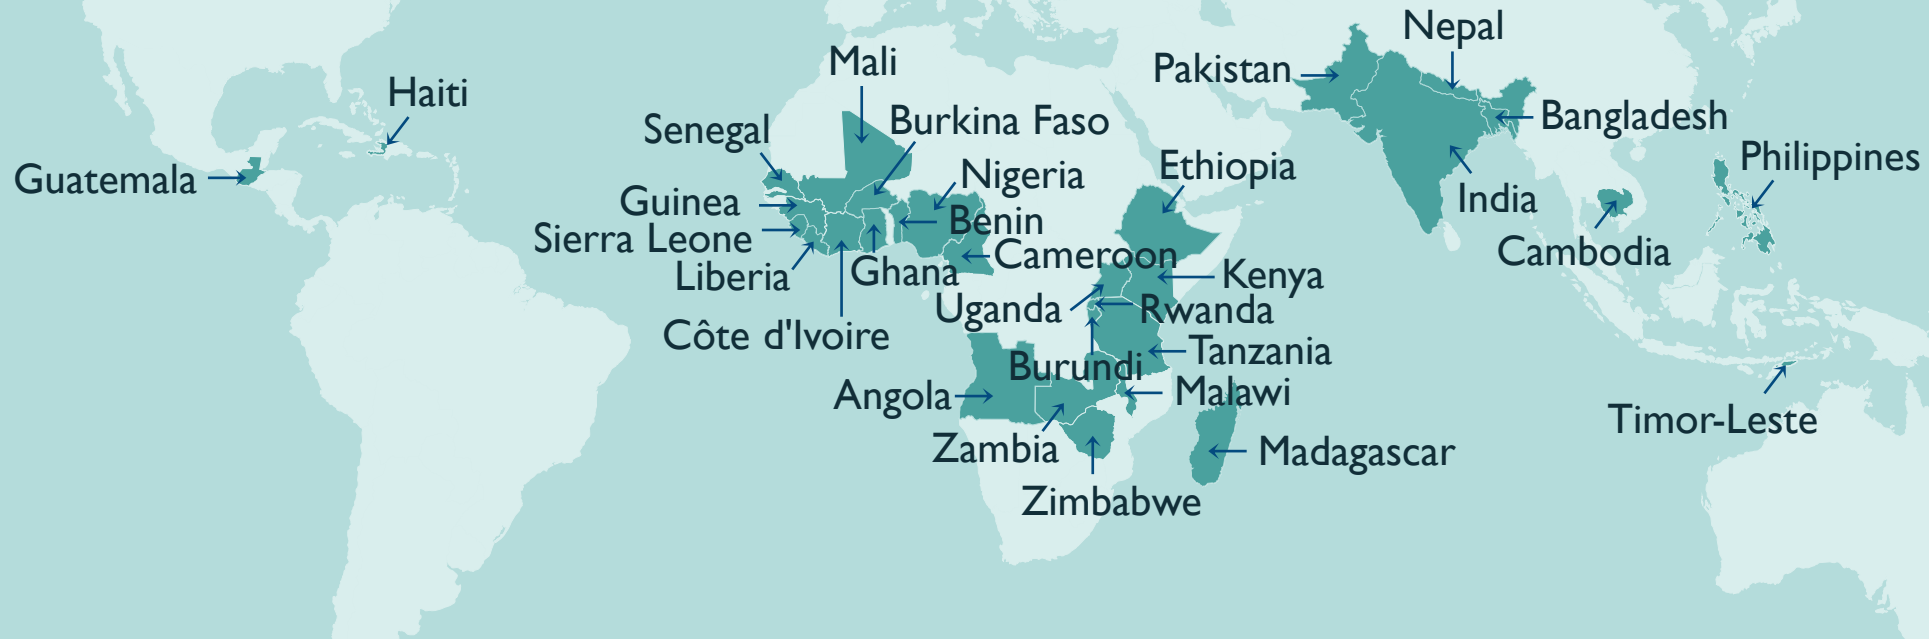 Haiti
Guatemala
Mali
Senegal
Burkina Faso
Nigeria
Guinea
Benin
Sierra Leone
Liberia
Ghana
Cameroon
Côte d'Ivoire
Ethiopia
Kenya
Uganda
Rwanda
Tanzania
Burundi
Malawi
Angola
Zambia
Madagascar
Zimbabwe
Nepal
Pakistan
Bangladesh
India
Philippines
Cambodia
Timor-Leste